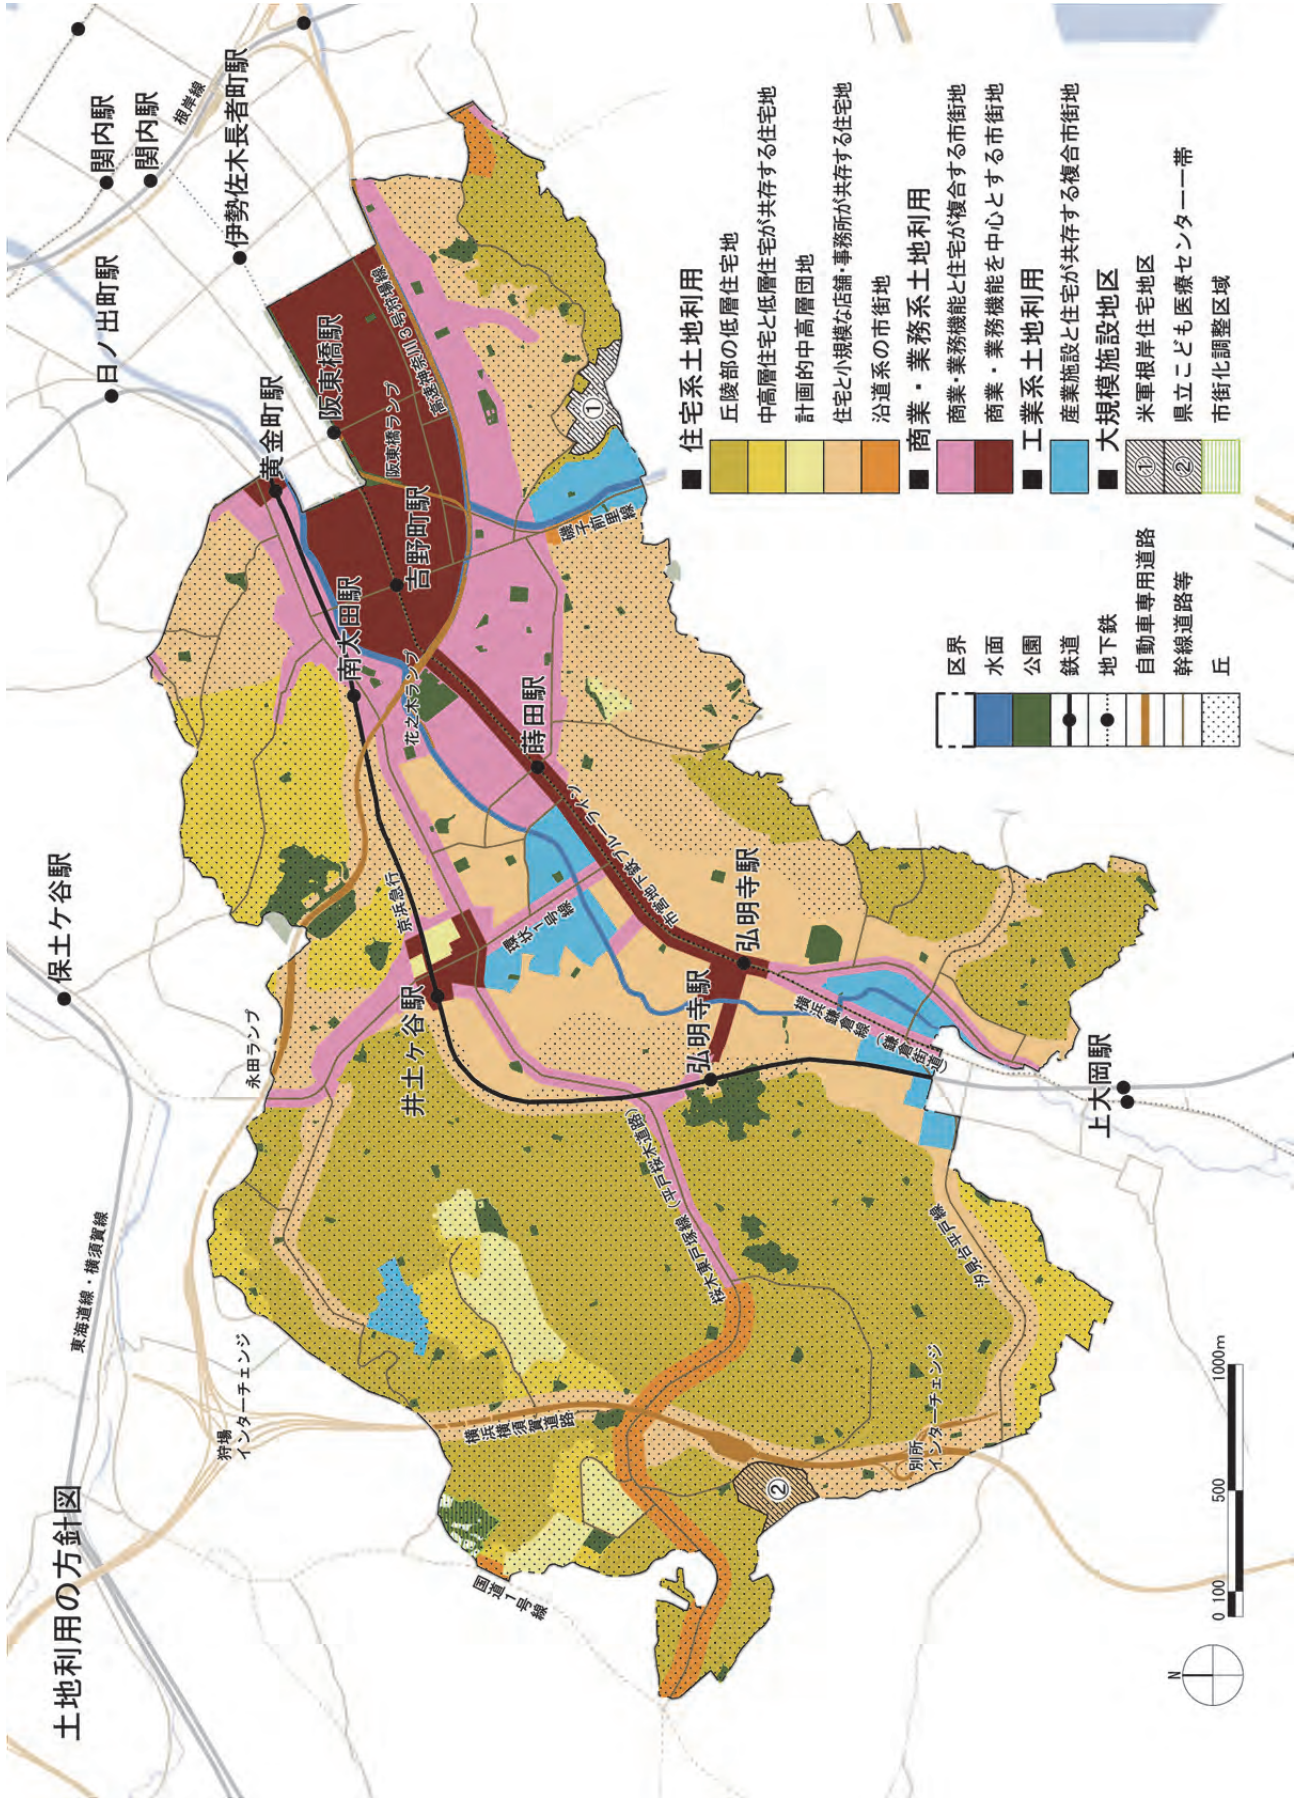 土地利用の方針図
東海道線・横須賀線
保土ケ谷駅
日ノ出町駅
関内駅
関内駅
根岸線
伊勢佐木長者町駅
黄金町駅
阪東橋駅
阪東橋ランプ
高速神奈川3号狩場線
南太田駅
吉野町駅
花之木ランプ
蒔田駅
磯子前里線
京浜急行
永田ランプ
井土ケ谷駅
環状1号線
市営地下鉄ブルーライン
弘明寺駅
弘明寺駅
横浜鎌倉線(鎌倉街道)
上大岡駅
桜木東戸塚線(平戸桜木道路)
汐見台平戸線
狩場
インターチェンジ
横浜横須賀道路
別所
インターチェンジ
国道1号線
①
②
■ 住宅系土地利用
丘陵部の低層住宅地
中高層住宅と低層住宅が共存する住宅地
計画的中高層団地
住宅と小規模な店舗・事務所が共存する住宅地
沿道系の市街地
■ 商業・業務系土地利用
商業・業務機能と住宅が複合する市街地
商業・業務機能を中心とする市街地
■ 工業系土地利用
産業施設と住宅が共存する複合市街地
■ 大規模施設地区
① 米軍根岸住宅地区
② 県立こども医療センター一帯
市街化調整区域
区界
水面
公園
鉄道
地下鉄
自動車専用道路
幹線道路等
丘
N
0 100 500 1000m